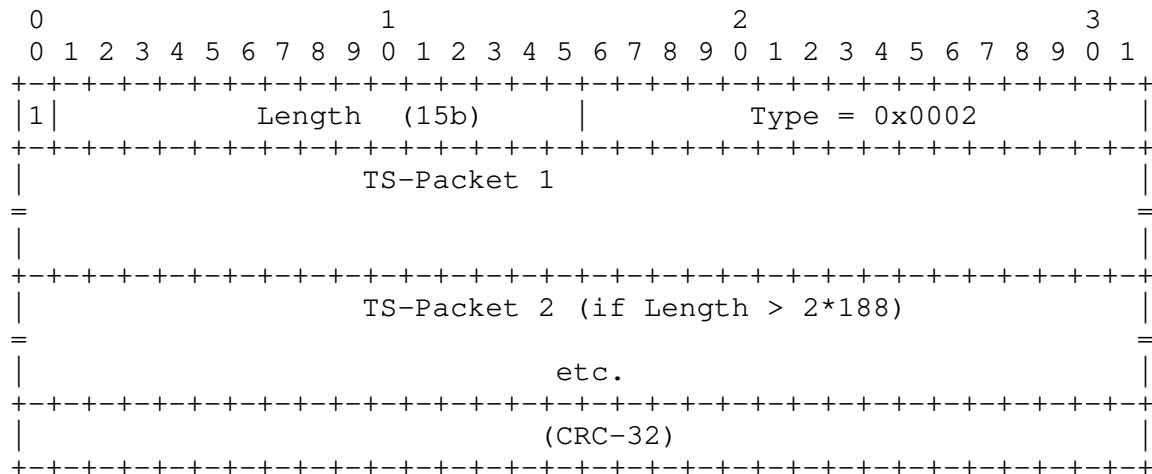 0                   1                   2                   3
 0 1 2 3 4 5 6 7 8 9 0 1 2 3 4 5 6 7 8 9 0 1 2 3 4 5 6 7 8 9 0 1
+-+-+-+-+-+-+-+-+-+-+-+-+-+-+-+-+-+-+-+-+-+-+-+-+-+-+-+-+-+-+-+-+
|1|           Length  (15b)     |         Type = 0x0002         |
+-+-+-+-+-+-+-+-+-+-+-+-+-+-+-+-+-+-+-+-+-+-+-+-+-+-+-+-+-+-+-+-+
|                   TS-Packet 1                                 |
=                                                               =
|                                                               |
+-+-+-+-+-+-+-+-+-+-+-+-+-+-+-+-+-+-+-+-+-+-+-+-+-+-+-+-+-+-+-+-+
|                   TS-Packet 2 (if Length > 2*188)             |
=                                                               =
|                              etc.                             |
+-+-+-+-+-+-+-+-+-+-+-+-+-+-+-+-+-+-+-+-+-+-+-+-+-+-+-+-+-+-+-+-+
|                             (CRC-32)                          |
+-+-+-+-+-+-+-+-+-+-+-+-+-+-+-+-+-+-+-+-+-+-+-+-+-+-+-+-+-+-+-+-+